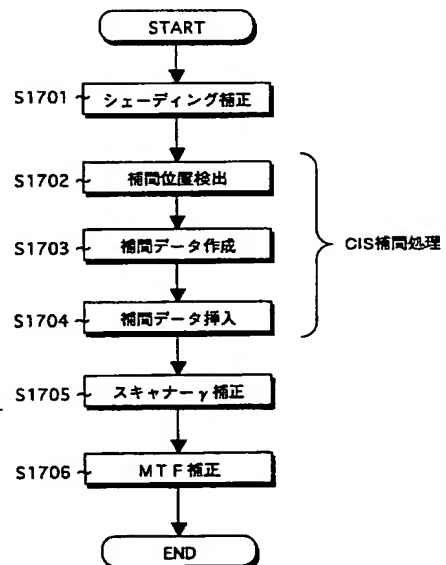 START
S1701 シェーディング補正
S1702 補間位置検出
S1703 補間データ作成
CIS補間処理
S1704 補間データ挿入
S1705 スキャナーγ補正
S1706 MTF補正
END